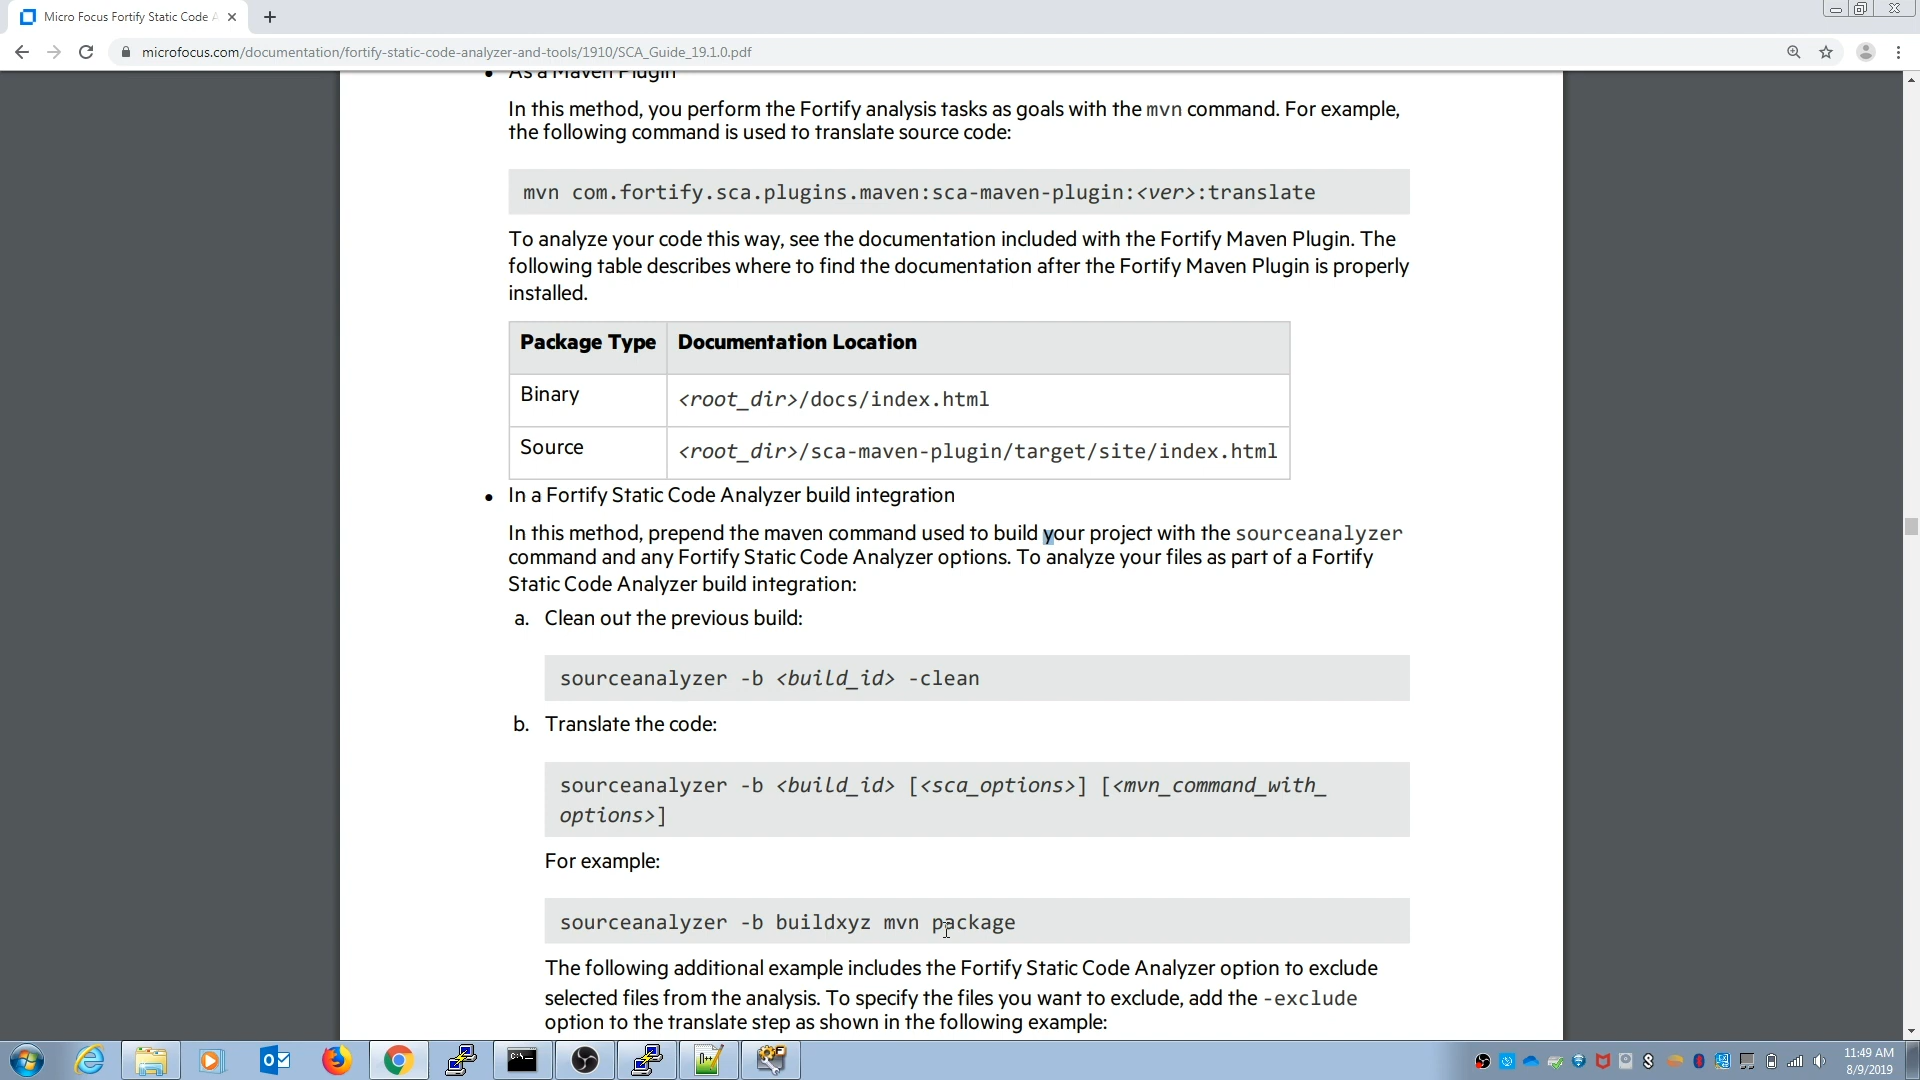 Micro Focus Fortify Static Code A
microfocus.com/documentation/fortify-static-code-analyzer-and-tools/1910/SCA_Guide_19.1.0.pdf
• As a Maven Plugin
In this method, you perform the Fortify analysis tasks as goals with the mvn command. For example,
the following command is used to translate source code:
mvn com.fortify.sca.plugins.maven:sca-maven-plugin:<ver>:translate
To analyze your code this way, see the documentation included with the Fortify Maven Plugin. The
following table describes where to find the documentation after the Fortify Maven Plugin is properly
installed.
Package Type Documentation Location
Binary <root_dir>/docs/index.html
Source <root_dir>/sca-maven-plugin/target/site/index.html
• In a Fortify Static Code Analyzer build integration
In this method, prepend the maven command used to build your project with the sourceanalyzer
command and any Fortify Static Code Analyzer options. To analyze your files as part of a Fortify
Static Code Analyzer build integration:
a. Clean out the previous build:
sourceanalyzer -b <build_id> -clean
b. Translate the code:
sourceanalyzer -b <build_id> [<sca_options>] [<mvn_command_with_
options>]
For example:
sourceanalyzer -b buildxyz mvn package
The following additional example includes the Fortify Static Code Analyzer option to exclude
selected files from the analysis. To specify the files you want to exclude, add the -exclude
option to the translate step as shown in the following example:
11:49 AM
8/9/2019